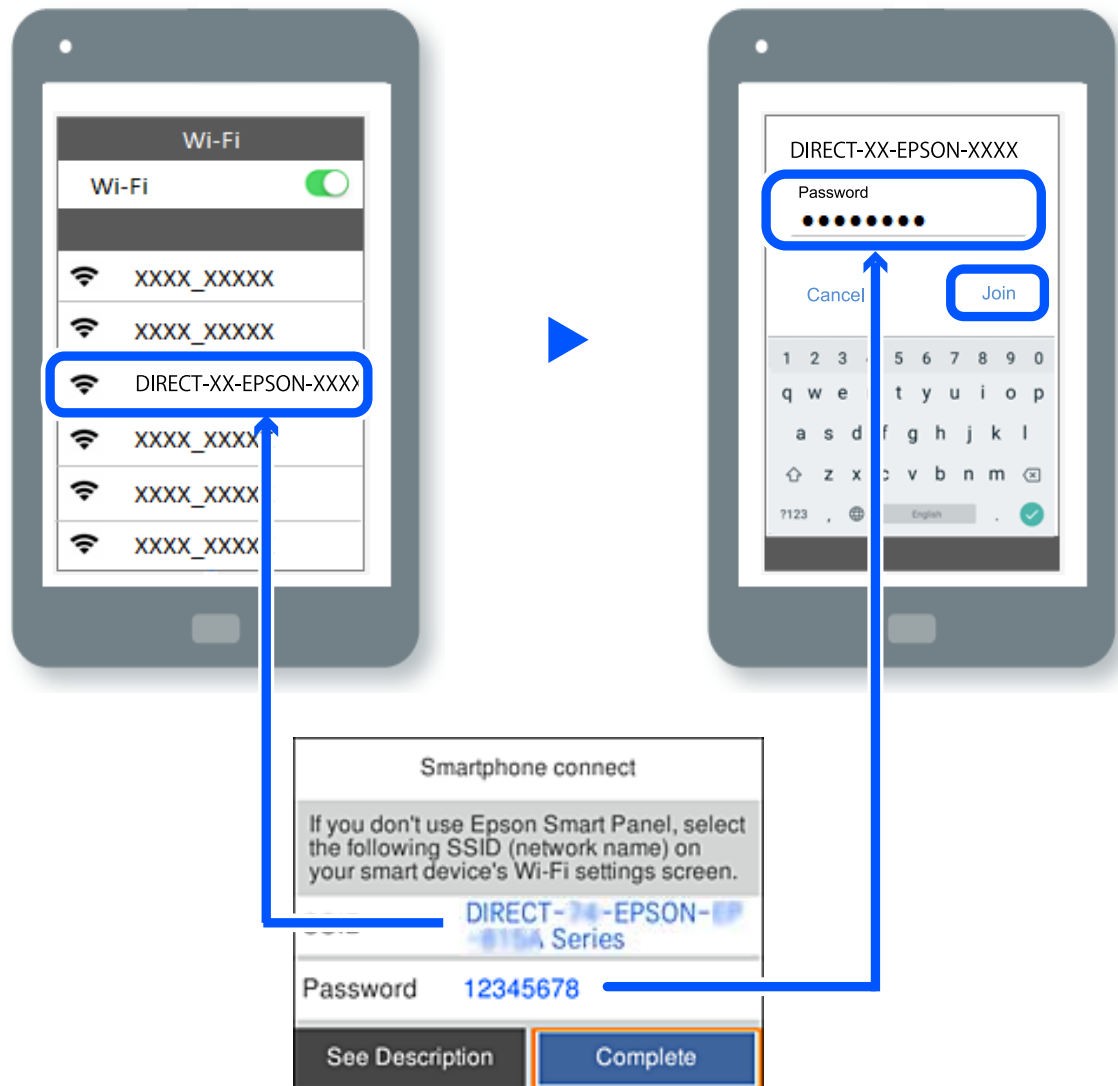 Wi-Fi
Wi-Fi
XXXX_XXXXX
XXXX_XXXXX
DIRECT-XX-EPSON-XXXX
XXXX_XXXX
XXXX_XXXX
XXXX_XXXX
DIRECT-XX-EPSON-XXXX
Password
••••••••
Cancel
Join
1 2 3 5 6 7 8 9 0
q w e t y u i o p
a s d f g h j k l
z x c v b n m
?123 , English .
Smartphone connect
If you don't use Epson Smart Panel, select
the following SSID (network name) on
your smart device's Wi-Fi settings screen.
DIRECT- -EPSON-
Series
Password 12345678
See Description Complete